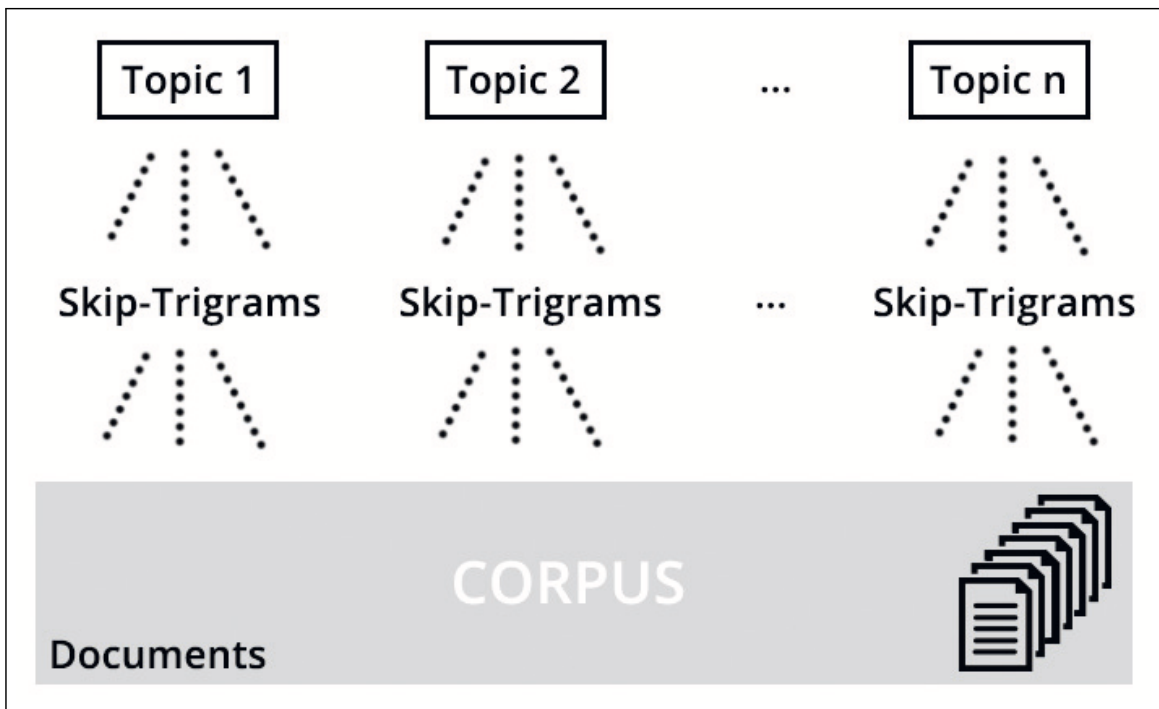 Topic 1 Topic 2 ... Topic n
Skip-Trigrams Skip-Trigrams ... Skip-Trigrams
CORPUS
Documents